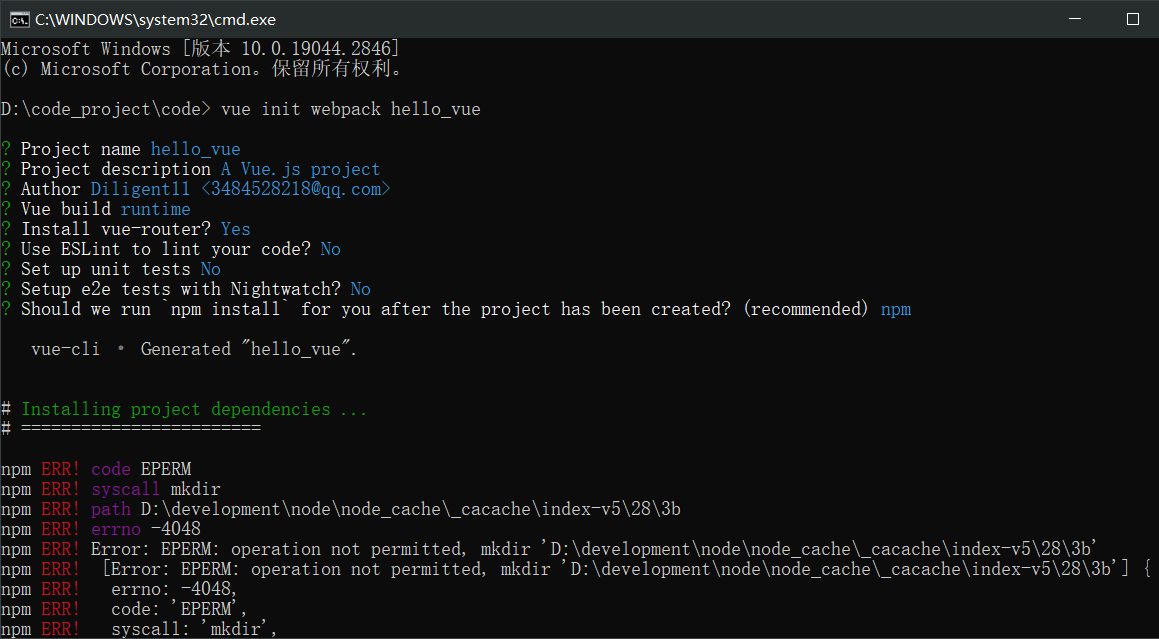 C:\WINDOWS\system32\cmd.exe
Microsoft Windows [版本 10.0.19044.2846]
(c) Microsoft Corporation。保留所有权利。
D:\code_project\code> vue init webpack hello_vue
? Project name hello_vue
? Project description A Vue.js project
? Author Diligent11 <3484528218@qq.com>
? Vue build runtime
? Install vue-router? Yes
? Use ESLint to lint your code? No
? Set up unit tests No
? Setup e2e tests with Nightwatch? No
? Should we run `npm install` for you after the project has been created? (recommended) npm
vue-cli · Generated "hello_vue".
# Installing project dependencies ...
# ========================
npm ERR! code EPERM
npm ERR! syscall mkdir
npm ERR! path D:\development\node\node_cache\_cacache\index-v5\28\3b
npm ERR! errno -4048
npm ERR! Error: EPERM: operation not permitted, mkdir 'D:\development\node\node_cache\_cacache\index-v5\28\3b'
npm ERR!  [Error: EPERM: operation not permitted, mkdir 'D:\development\node\node_cache\_cacache\index-v5\28\3b'] {
npm ERR!   errno: -4048,
npm ERR!   code: 'EPERM',
npm ERR!   syscall: 'mkdir',